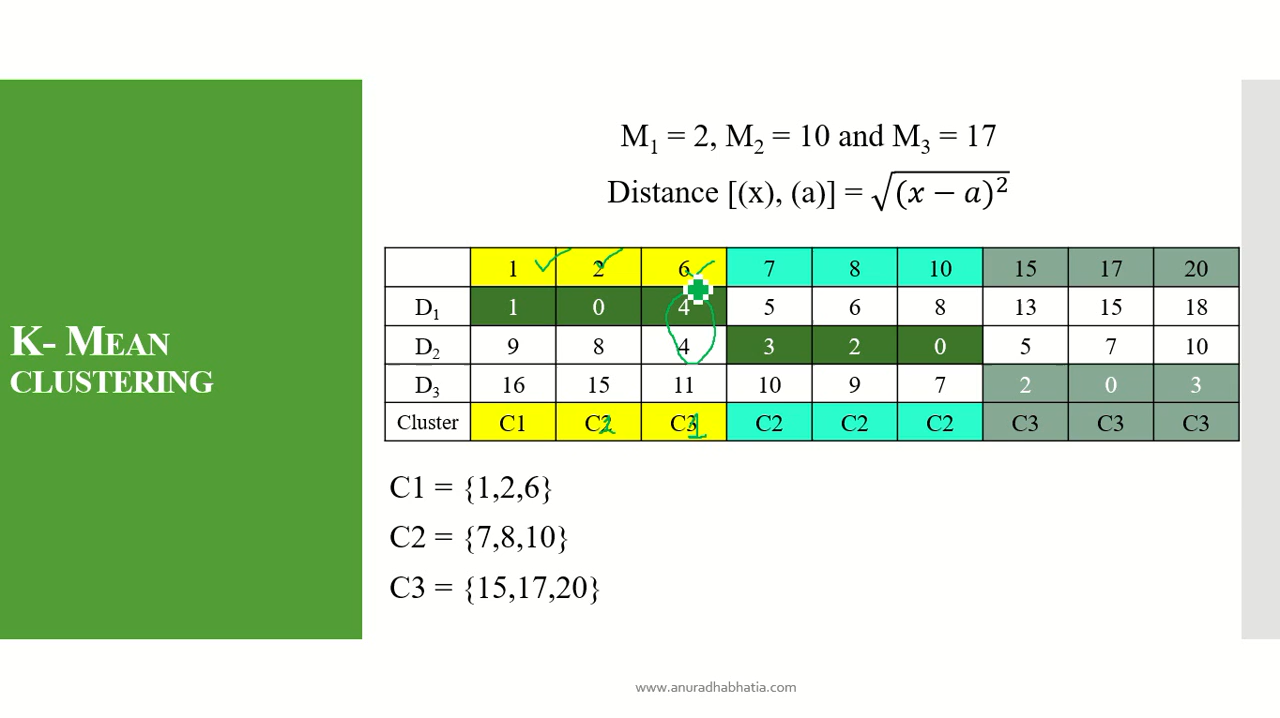 M₁ = 2, M₂ = 10 and M₃ = 17
Distance [(x), (a)] = √(x − a)²
K- MEAN
CLUSTERING
1 2 6 7 8 10 15 17 20
D₁ 1 0 4 5 6 8 13 15 18
D₂ 9 8 4 3 2 0 5 7 10
D₃ 16 15 11 10 9 7 2 0 3
Cluster C1 C2 C3 C2 C2 C2 C3 C3 C3
C1 = {1,2,6}
C2 = {7,8,10}
C3 = {15,17,20}
www.anuradhabhatia.com